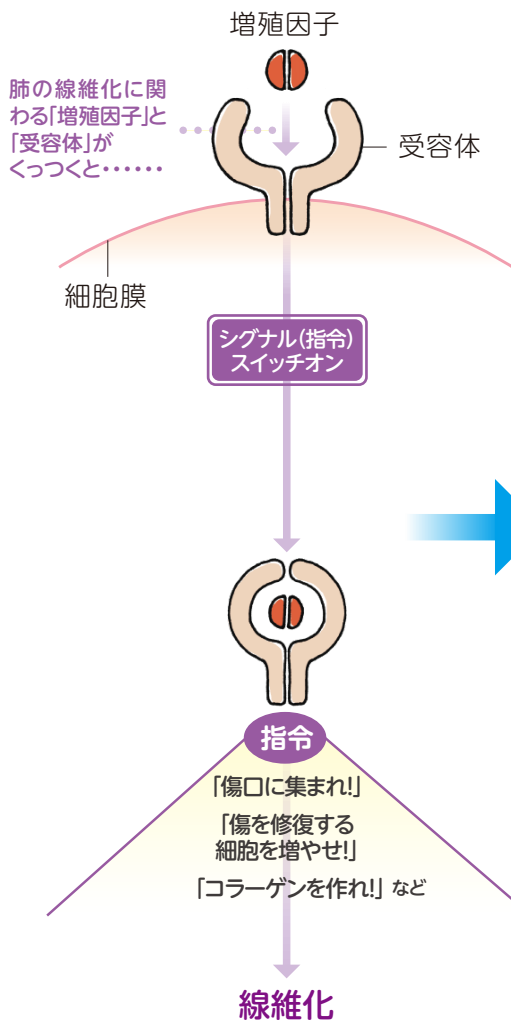 増殖因子
肺の線維化に関
わる「増殖因子」と
「受容体」が
くっつくと‥‥‥
受容体
細胞膜
シグナル(指令)
スイッチオン
指令
「傷口に集まれ!」
「傷を修復する
細胞を増やせ!」
「コラーゲンを作れ!」 など
線維化